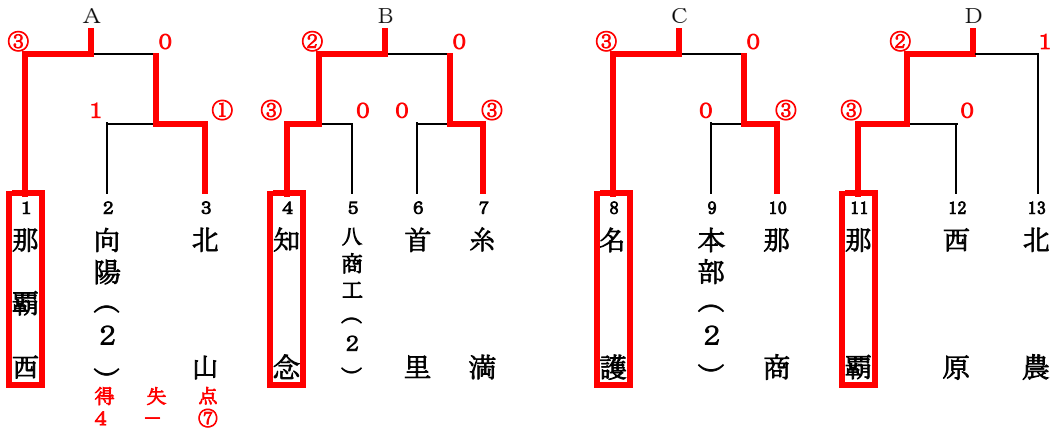 A B C D
③ 0 ② 0 ③ 0 ② 1
1 ① ③ 0 0 ③ 0 ③ ③ 0
1 2 3 4 5 6 7 8 9 10 11 12 13
那覇西
向陽(2)
北山
知念
八商工(2)
首里
糸満
名護
本部(2)
那商
那覇
西原
北農
得失点
4 – ⑦